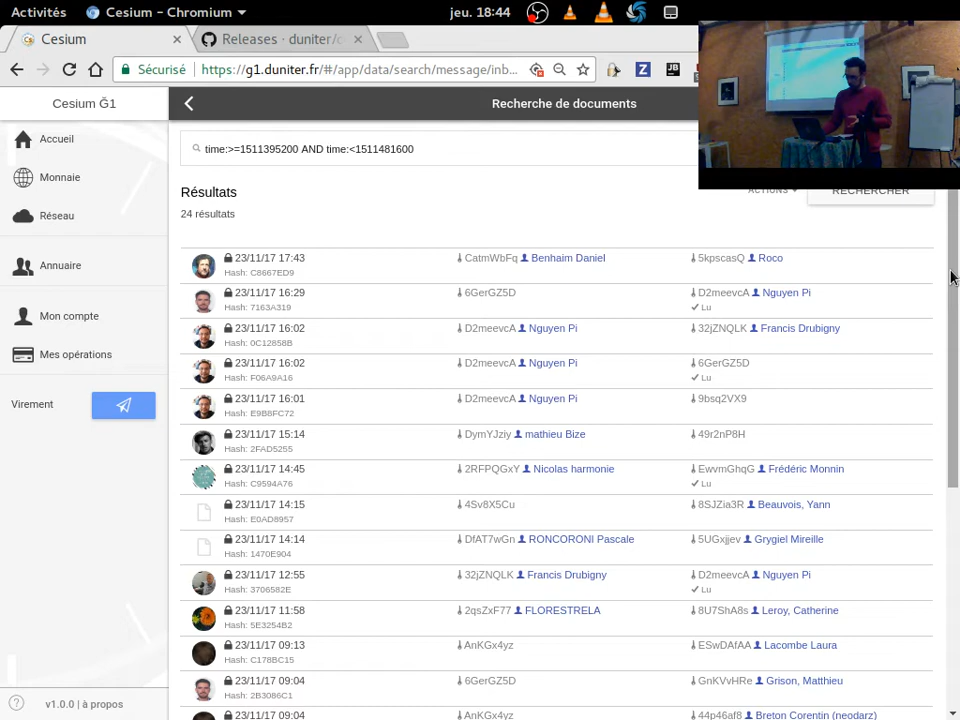 Activités
Cesium – Chromium
jeu. 18:44
Cesium
Releases · duniter/ce
Sécurisé
https://g1.duniter.fr/#/app/data/search/message/inb...
Z
JB
Cesium Ğ1
Recherche de documents
Accueil
Monnaie
Réseau
Annuaire
Mon compte
Mes opérations
Virement
v1.0.0 | à propos
time:>=1511395200 AND time:<1511481600
Résultats
ACTIONS
RECHERCHER
24 résultats
23/11/17 17:43 CatmWbFq Benhaim Daniel 5kpscasQ Roco
Hash: C8667ED9
23/11/17 16:29 6GerGZ5D D2meevcA Nguyen Pi
Hash: 7163A319 Lu
23/11/17 16:02 D2meevcA Nguyen Pi 32jZNQLK Francis Drubigny
Hash: 0C12858B
23/11/17 16:02 D2meevcA Nguyen Pi 6GerGZ5D
Hash: F06A9A16 Lu
23/11/17 16:01 D2meevcA Nguyen Pi 9bsq2VX9
Hash: E9B8FC72
23/11/17 15:14 DymYJziy mathieu Bize 49r2nP8H
Hash: 2FAD5255
23/11/17 14:45 2RFPQGxY Nicolas harmonie EwvmGhqG Frédéric Monnin
Hash: C9594A76 Lu
23/11/17 14:15 4Sv8X5Cu 8SJZia3R Beauvois, Yann
Hash: E0AD8957
23/11/17 14:14 DfAT7wGn RONCORONI Pascale 5UGxjjev Grygiel Mireille
Hash: 1470E904
23/11/17 12:55 32jZNQLK Francis Drubigny D2meevcA Nguyen Pi
Hash: 3706582E Lu
23/11/17 11:58 2qsZxF77 FLORESTRELA 8U7ShA8s Leroy, Catherine
Hash: 5E3254B2
23/11/17 09:13 AnKGx4yz ESwDAfAA Lacombe Laura
Hash: C178BC15
23/11/17 09:04 6GerGZ5D GnKVvHRe Grison, Matthieu
Hash: 2B3086C1
23/11/17 09:04 AnKGx4yz 44p46af8 Breton Corentin (neodarz)